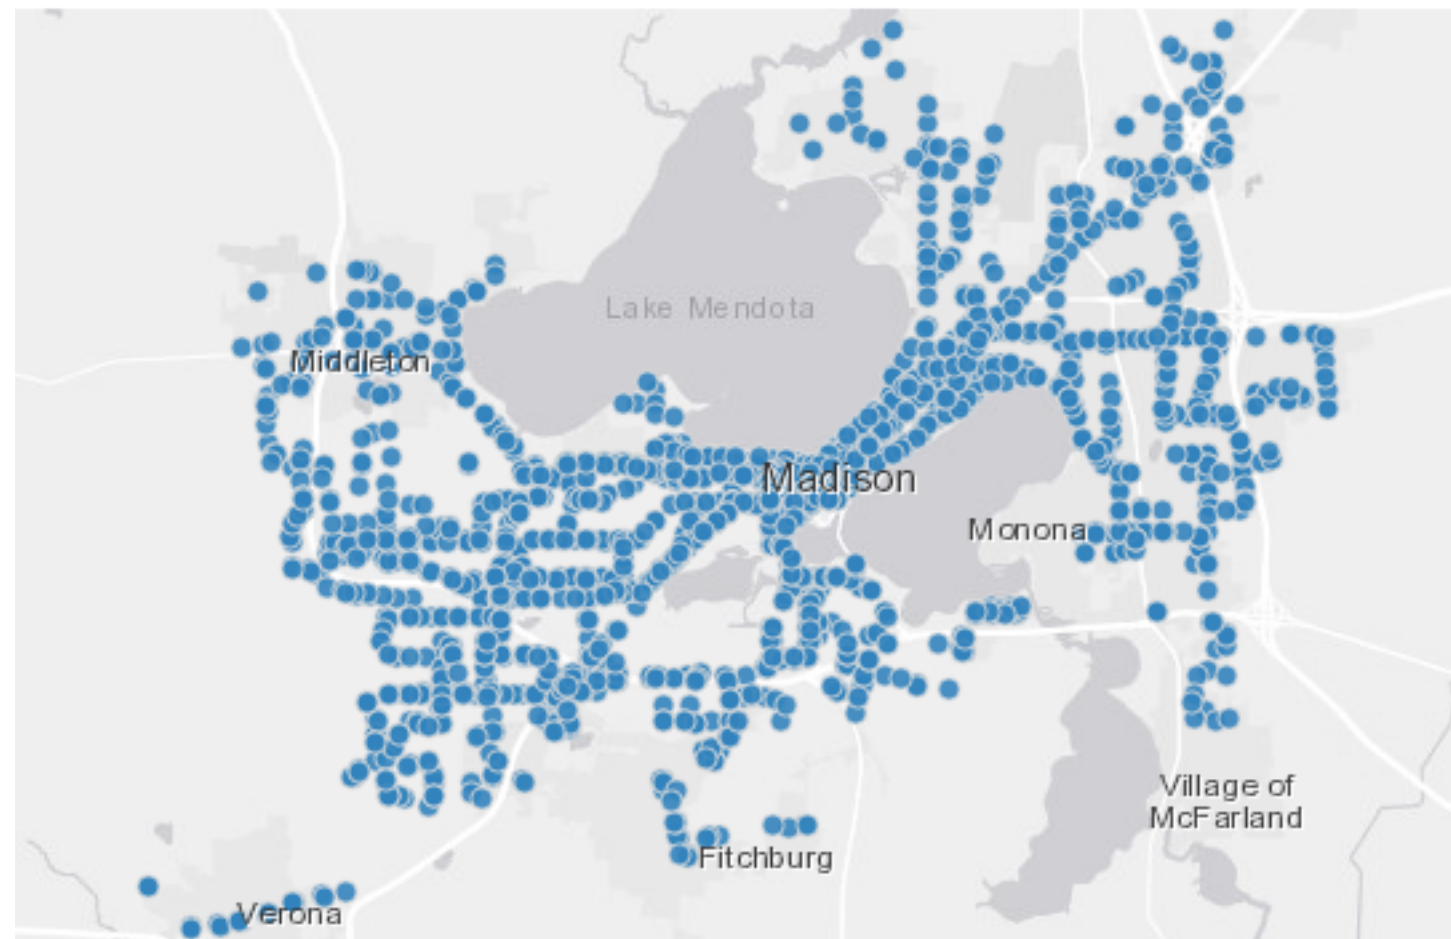 Lake Mendota
Middleton
Madison
Monona
Village of
McFarland
Fitchburg
Verona